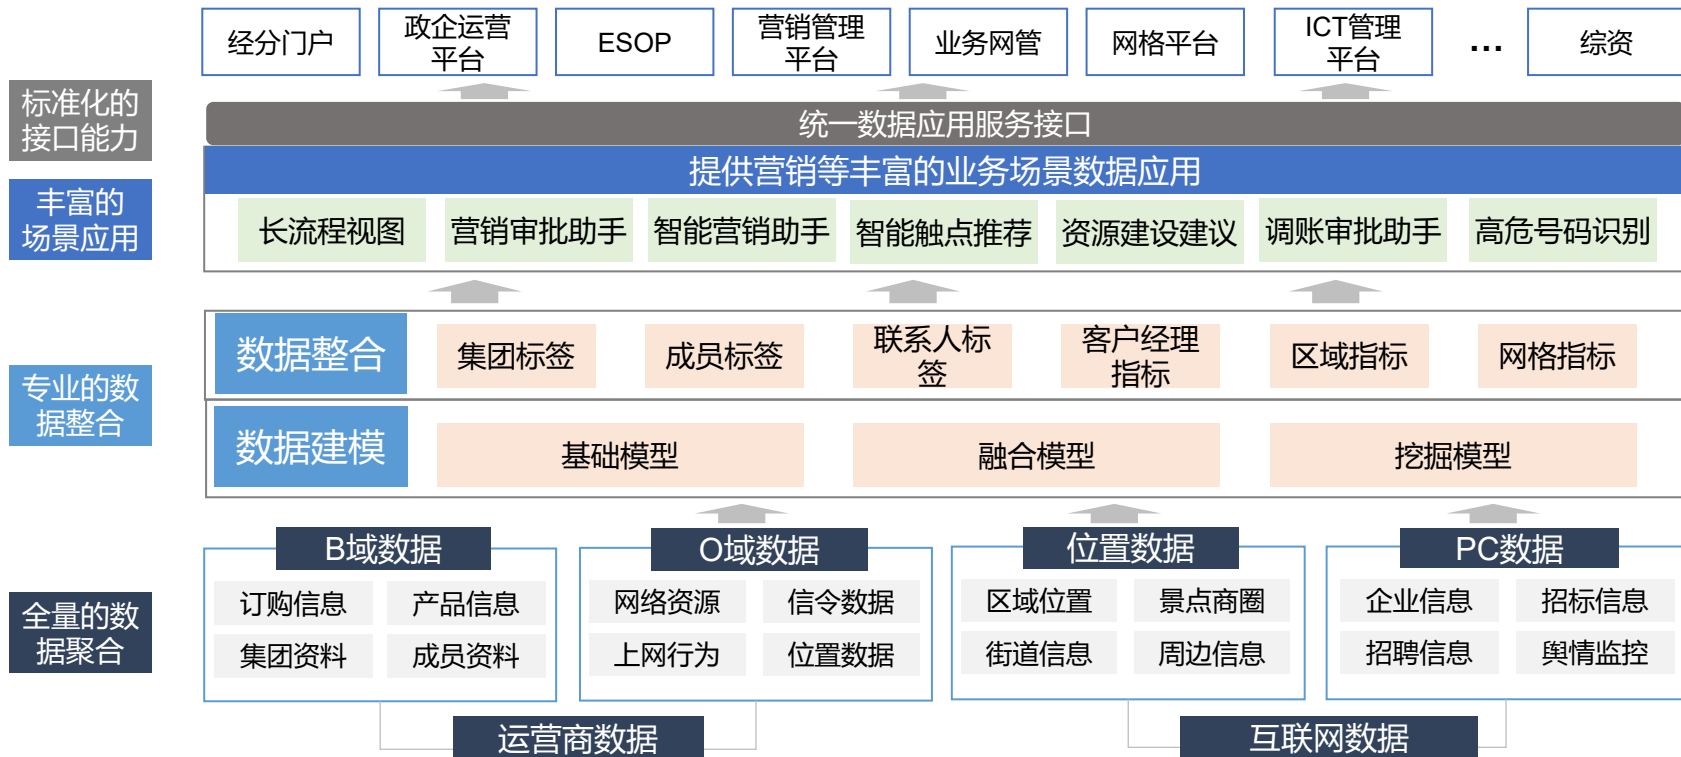 经分门户
政企运营
平台
ESOP
营销管理
平台
业务网管
网格平台
ICT管理
平台
...
综资
标准化的
接口能力
统一数据应用服务接口
提供营销等丰富的业务场景数据应用
丰富的
场景应用
长流程视图
营销审批助手
智能营销助手
智能触点推荐
资源建设建议
调账审批助手
高危号码识别
专业的数
据整合
数据整合
集团标签
成员标签
联系人标
签
客户经理
指标
区域指标
网格指标
数据建模
基础模型
融合模型
挖掘模型
全量的数
据聚合
B域数据
订购信息
产品信息
集团资料
成员资料
O域数据
网络资源
信令数据
上网行为
位置数据
位置数据
区域位置
景点商圈
街道信息
周边信息
PC数据
企业信息
招标信息
招聘信息
舆情监控
运营商数据
互联网数据